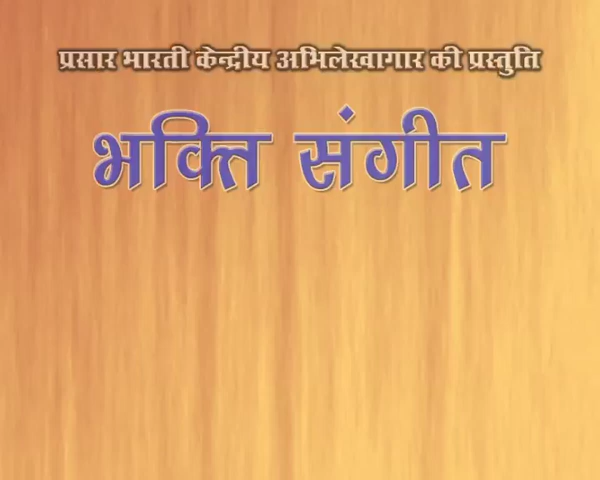 प्रसार भारती केन्द्रीय अभिलेखागार की प्रस्तुति
भक्ति संगीत